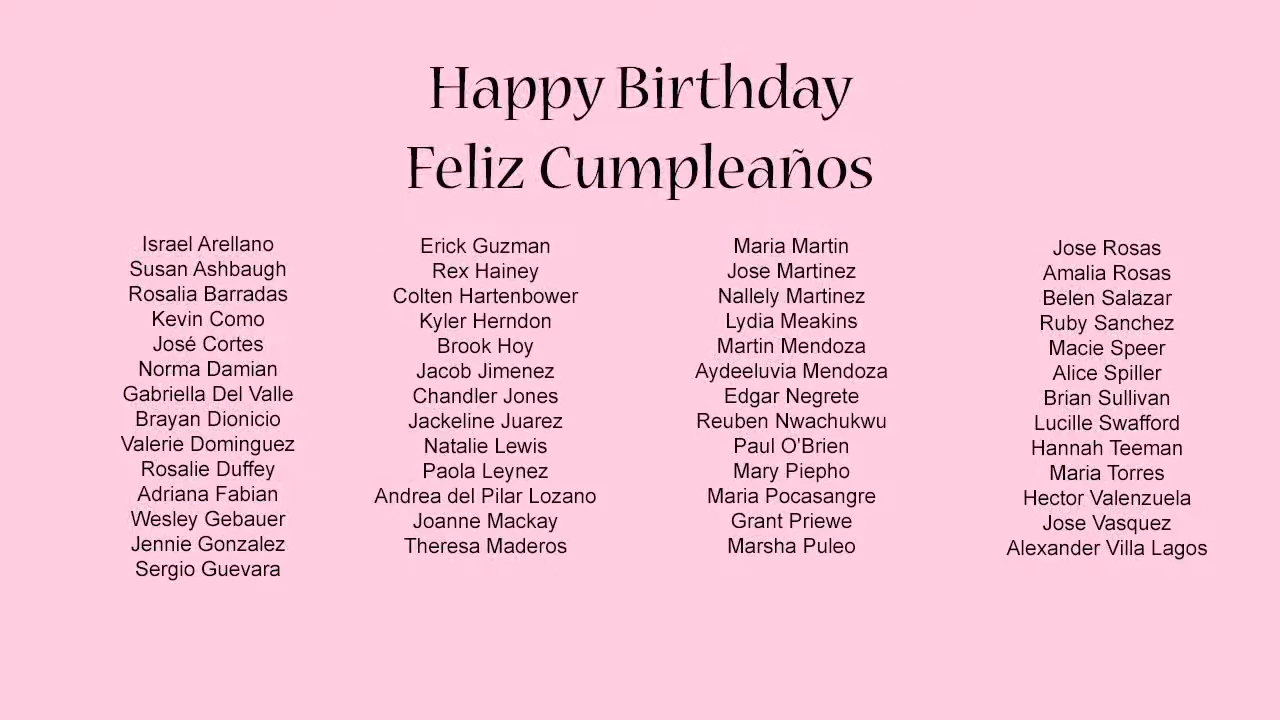 Happy Birthday
Feliz Cumpleaños
Israel Arellano
Susan Ashbaugh
Rosalia Barradas
Kevin Como
José Cortes
Norma Damian
Gabriella Del Valle
Brayan Dionicio
Valerie Dominguez
Rosalie Duffey
Adriana Fabian
Wesley Gebauer
Jennie Gonzalez
Sergio Guevara
Erick Guzman
Rex Hainey
Colten Hartenbower
Kyler Herndon
Brook Hoy
Jacob Jimenez
Chandler Jones
Jackeline Juarez
Natalie Lewis
Paola Leynez
Andrea del Pilar Lozano
Joanne Mackay
Theresa Maderos
Maria Martin
Jose Martinez
Nallely Martinez
Lydia Meakins
Martin Mendoza
Aydeeluvia Mendoza
Edgar Negrete
Reuben Nwachukwu
Paul O'Brien
Mary Piepho
Maria Pocasangre
Grant Priewe
Marsha Puleo
Jose Rosas
Amalia Rosas
Belen Salazar
Ruby Sanchez
Macie Speer
Alice Spiller
Brian Sullivan
Lucille Swafford
Hannah Teeman
Maria Torres
Hector Valenzuela
Jose Vasquez
Alexander Villa Lagos